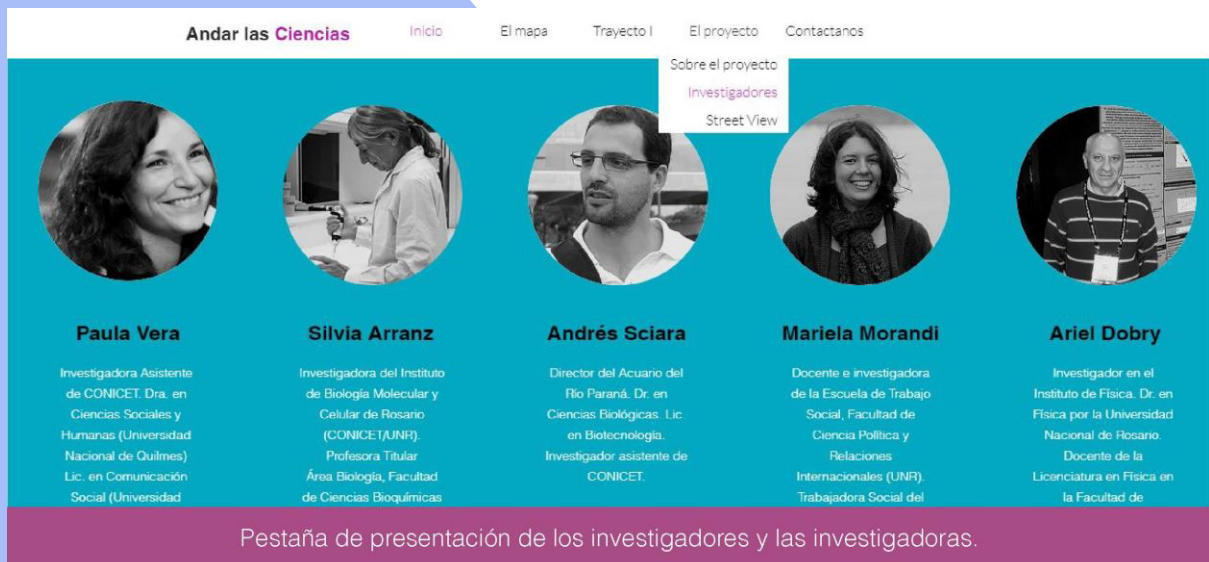 Andar las Ciencias
Inicio
El mapa
Trayecto I
El proyecto
Contactanos
Sobre el proyecto
Investigadores
Street View
Paula Vera
Investigadora Asistente
de CONICET. Dra. en
Ciencias Sociales y
Humanas (Universidad
Nacional de Quilmes)
Lic. en Comunicación
Social (Universidad
Silvia Arranz
Investigadora del Instituto
de Biología Molecular y
Celular de Rosario
(CONICET/UNR).
Profesora Titular
Área Biología, Facultad
de Ciencias Bioquímicas
Andrés Sciara
Director del Acuario del
Río Paraná. Dr. en
Ciencias Biológicas. Lic.
en Biotecnología.
Investigador asistente de
CONICET.
Mariela Morandi
Docente e investigadora
de la Escuela de Trabajo
Social, Facultad de
Ciencia Política y
Relaciones
Internacionales (UNR).
Trabajadora Social del
Ariel Dobry
Investigador en el
Instituto de Física. Dr. en
Física por la Universidad
Nacional de Rosario.
Docente de la
Licenciatura en Física en
la Facultad de
Pestaña de presentación de los investigadores y las investigadoras.